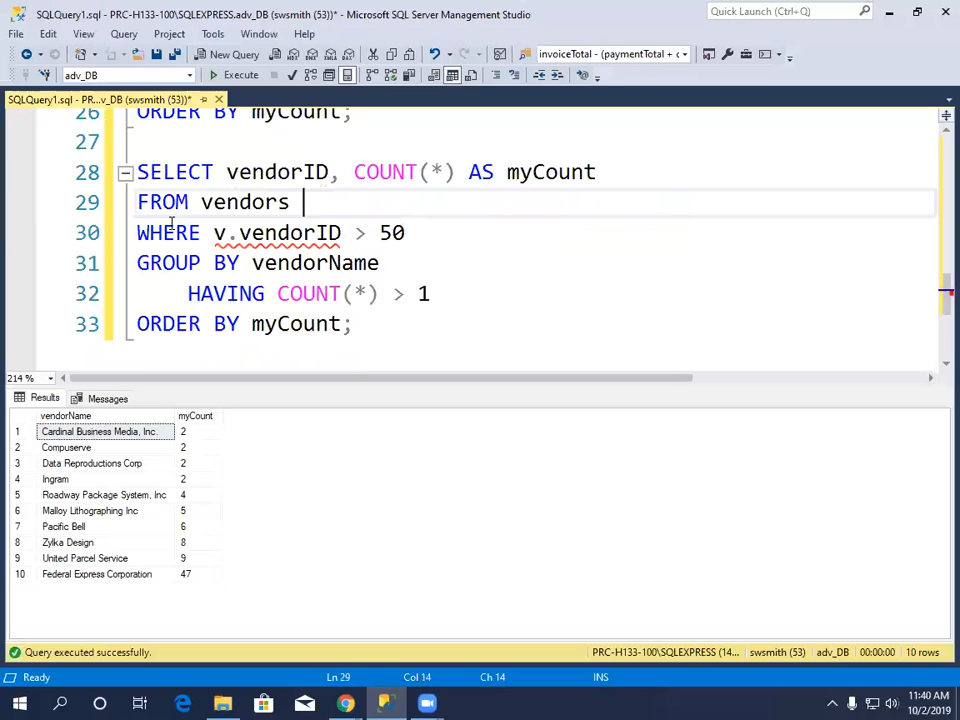 SQLQuery1.sql - PRC-H133-100\SQLEXPRESS.adv_DB (swsmith (53))* - Microsoft SQL Server Management Studio
Quick Launch (Ctrl+Q)
File Edit View Query Project Tools Window Help
New Query
invoiceTotal - (paymentTotal +
adv_DB
Execute
SQLQuery1.sql - PR...v_DB (swsmith (53))*
26 ORDER BY myCount;
27
28 SELECT vendorID, COUNT(*) AS myCount
29 FROM vendors
30 WHERE v.vendorID > 50
31 GROUP BY vendorName
32 HAVING COUNT(*) > 1
33 ORDER BY myCount;
214 %
Results Messages
vendorName myCount
1 Cardinal Business Media, Inc. 2
2 Compuserve 2
3 Data Reproductions Corp 2
4 Ingram 2
5 Roadway Package System, Inc 4
6 Malloy Lithographing Inc 5
7 Pacific Bell 6
8 Zylka Design 8
9 United Parcel Service 9
10 Federal Express Corporation 47
Query executed successfully.
PRC-H133-100\SQLEXPRESS (14... swsmith (53) adv_DB 00:00:00 10 rows
Ready Ln 29 Col 14 Ch 14 INS
11:40 AM
10/2/2019